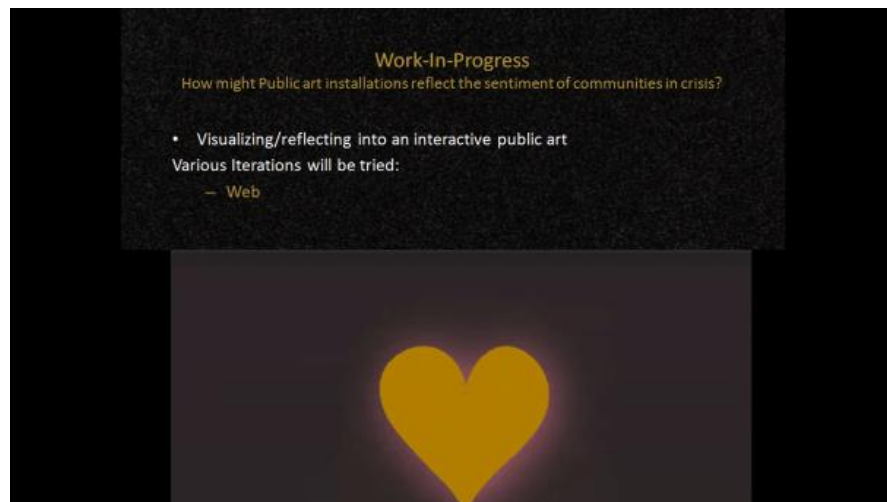 Work-In-Progress
How might Public art installations reflect the sentiment of communities in crisis?
• Visualizing/reflecting into an interactive public art
Various Iterations will be tried:
– Web